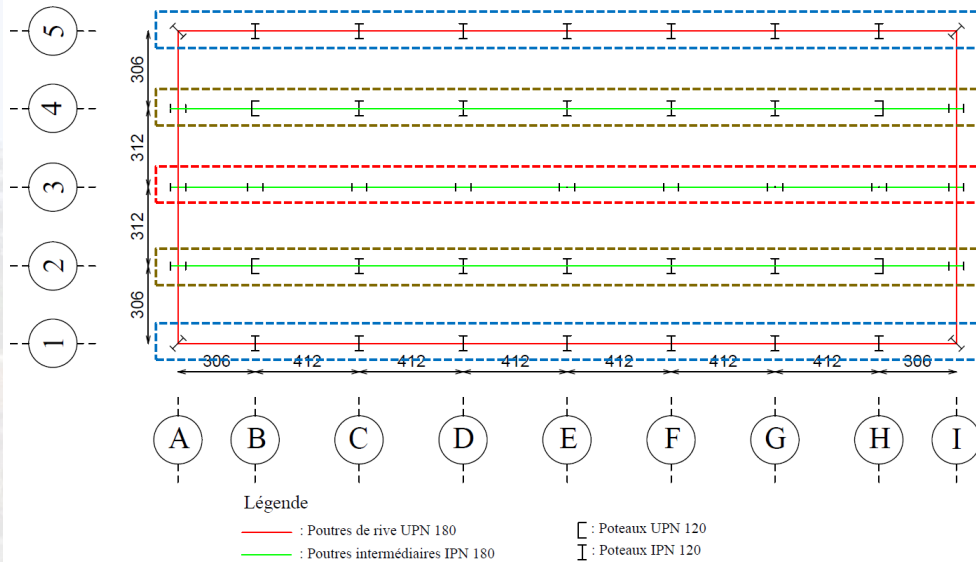 5
306
4
312
3
312
2
306
1
306 412 412 412 412 412 412 306
A B C D E F G H I
Légende
: Poutres de rive UPN 180 : Poteaux UPN 120
: Poutres intermédiaires IPN 180 : Poteaux IPN 120